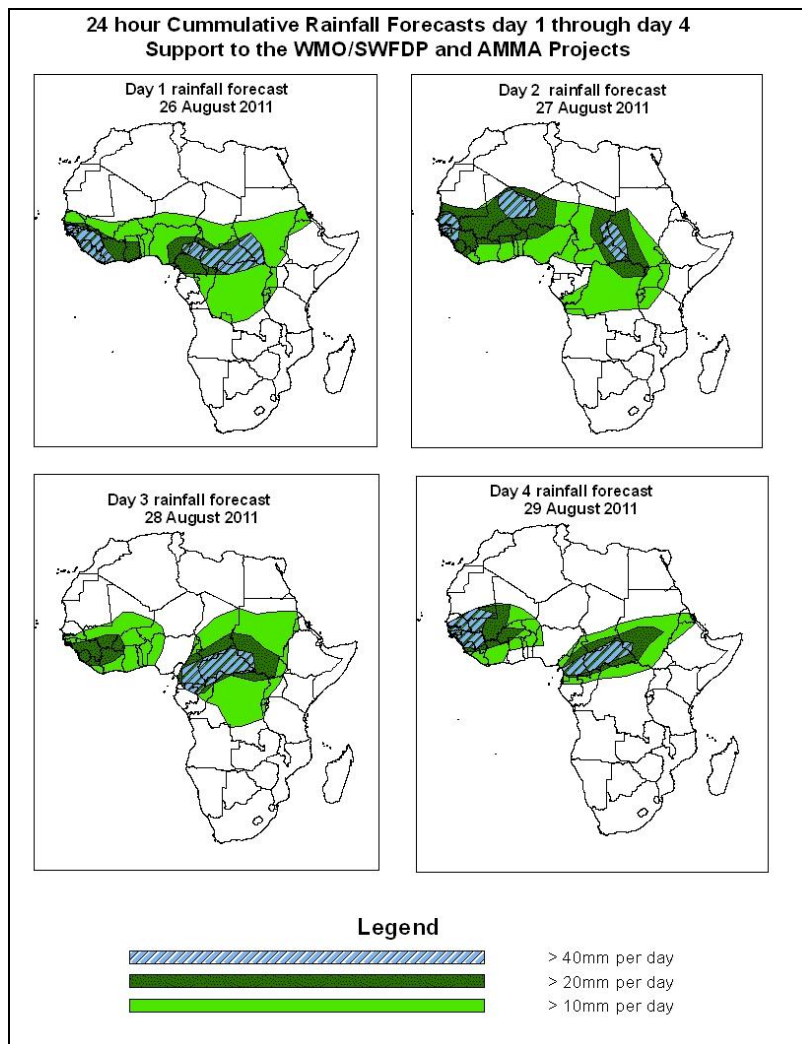 24 hour Cummulative Rainfall Forecasts day 1 through day 4
Support to the WMO/SWFDP and AMMA Projects
Day 1 rainfall forecast
26 August 2011
Day 2 rainfall forecast
27 August 2011
Day 3 rainfall forecast
28 August 2011
Day 4 rainfall forecast
29 August 2011
Legend
> 40mm per day
> 20mm per day
> 10mm per day